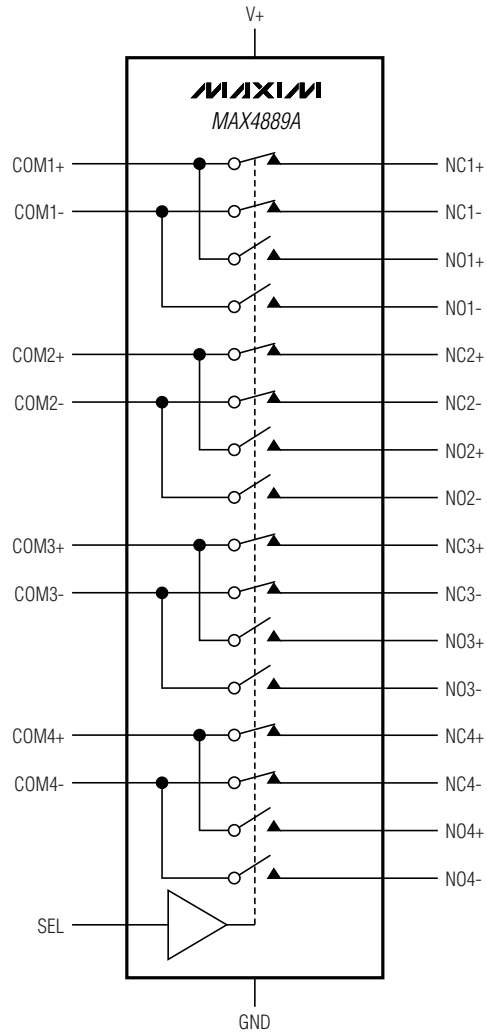 V+
MAXIM
MAX4889A
COM1+ NC1+
COM1- NC1-
NO1+
NO1-
COM2+ NC2+
COM2- NC2-
NO2+
NO2-
COM3+ NC3+
COM3- NC3-
NO3+
NO3-
COM4+ NC4+
COM4- NC4-
NO4+
NO4-
SEL
GND